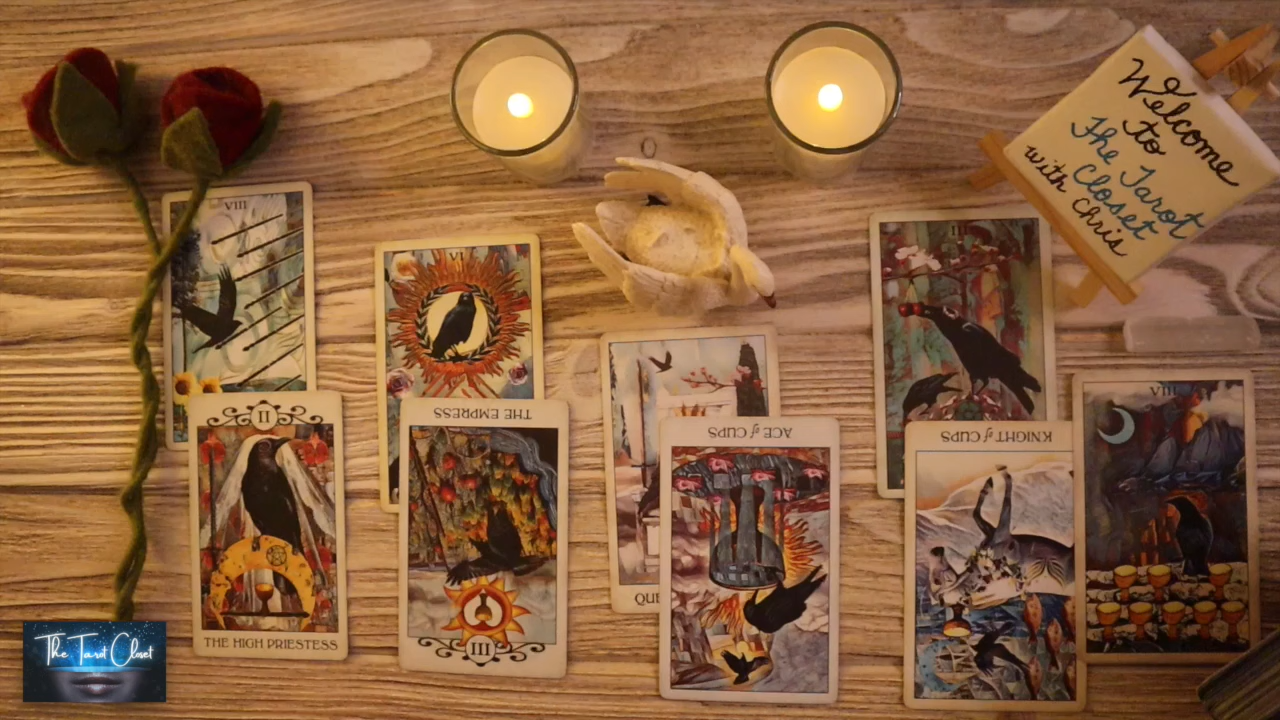 Welcome
to
The Tarot
Closet
with Chris
VIII
VI
VIII
II
THE EMPRESS
ACE of CUPS
KNIGHT of CUPS
THE HIGH PRIESTESS
III
The Tarot Closet